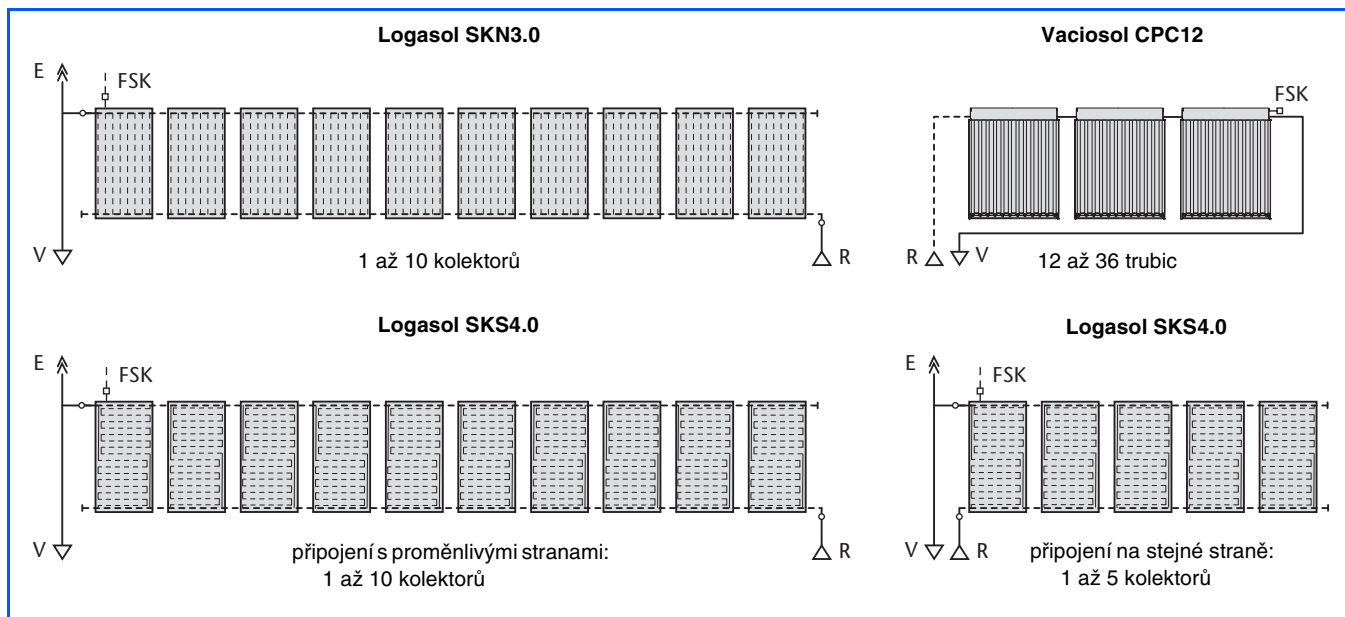 Logasol SKN3.0
E
FSK
V
1 až 10 kolektorů
R
Vaciosol CPC12
FSK
R
V
12 až 36 trubic
Logasol SKS4.0
E
FSK
V
připojení s proměnlivými stranami:
1 až 10 kolektorů
R
Logasol SKS4.0
E
FSK
V
R
připojení na stejné straně:
1 až 5 kolektorů